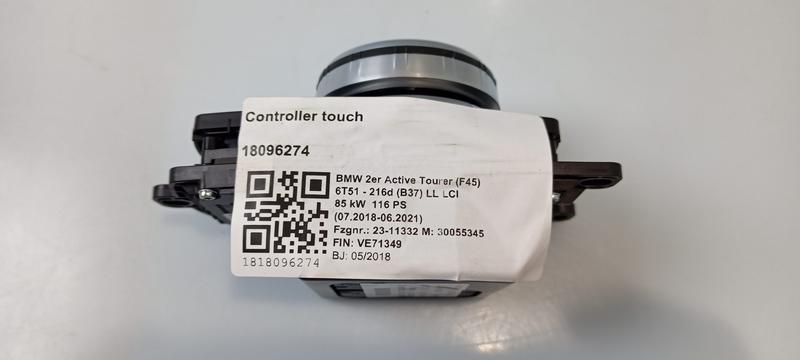 Controller touch
18096274
BMW 2er Active Tourer (F45)
6T51 - 216d (B37) LL LCI
85 kW 116 PS
(07.2018-06.2021)
Fzgnr.: 23-11332 M: 30055345
FIN: VE71349
BJ: 05/2018
1818096274